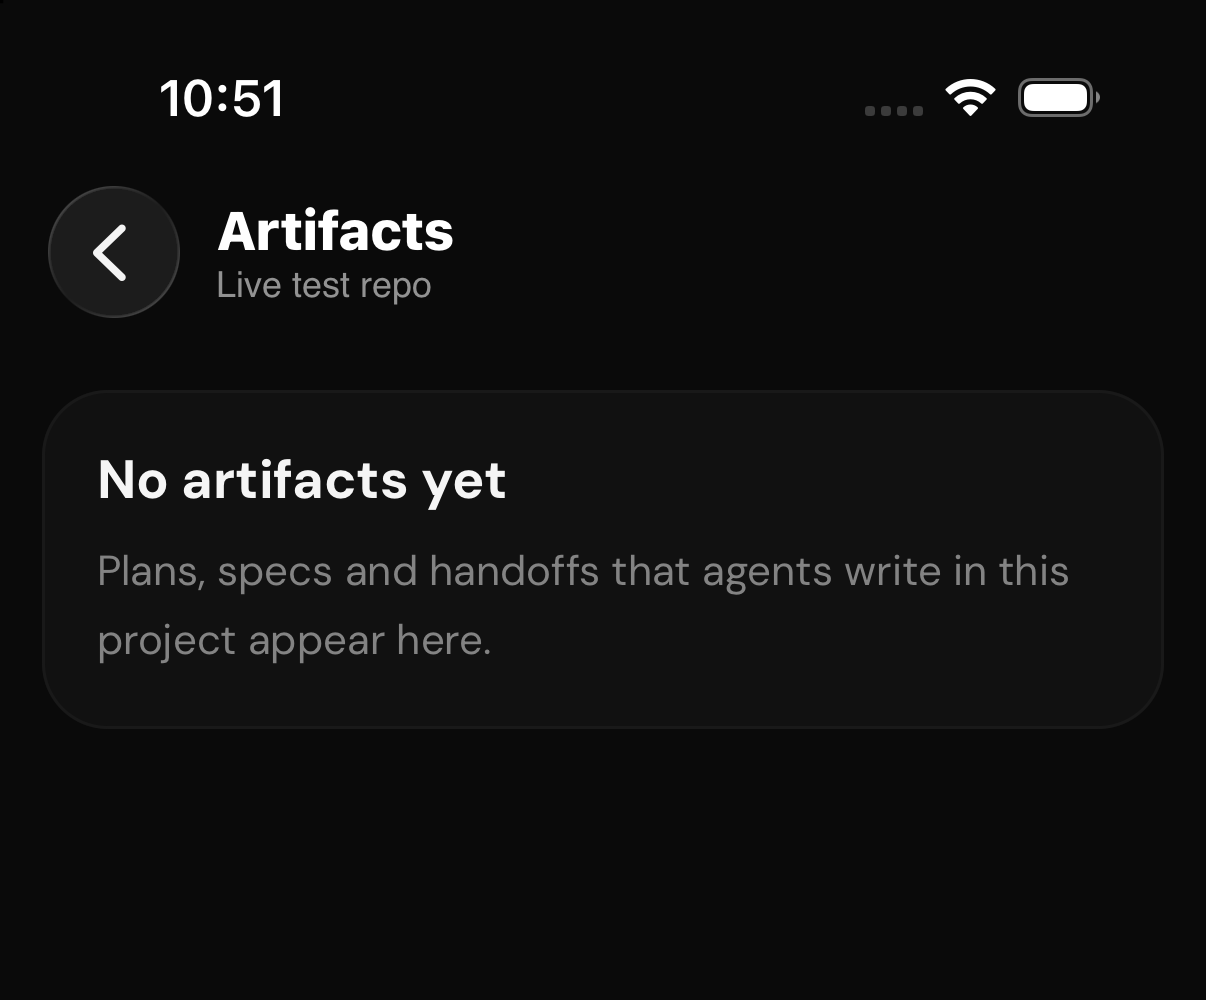 10:51
Artifacts
Live test repo
No artifacts yet
Plans, specs and handoffs that agents write in this
project appear here.